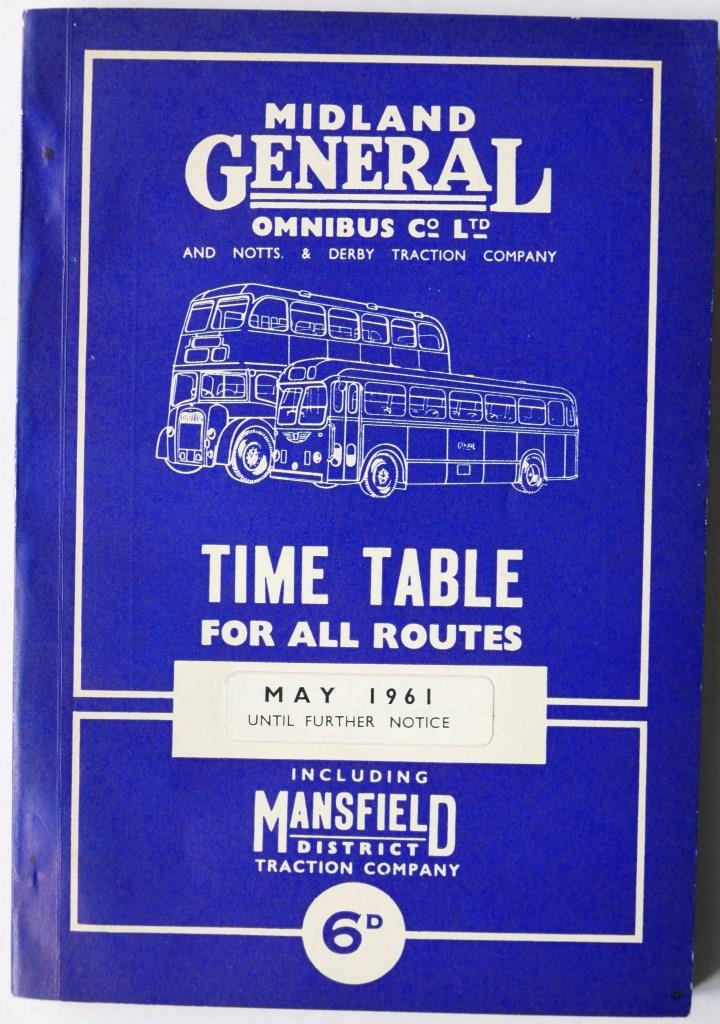 MIDLAND
GENERAL
OMNIBUS Cº LTD
AND NOTTS. & DERBY TRACTION COMPANY
TIME TABLE
FOR ALL ROUTES
MAY 1961
UNTIL FURTHER NOTICE
INCLUDING
MANSFIELD
DISTRICT
TRACTION COMPANY
6D